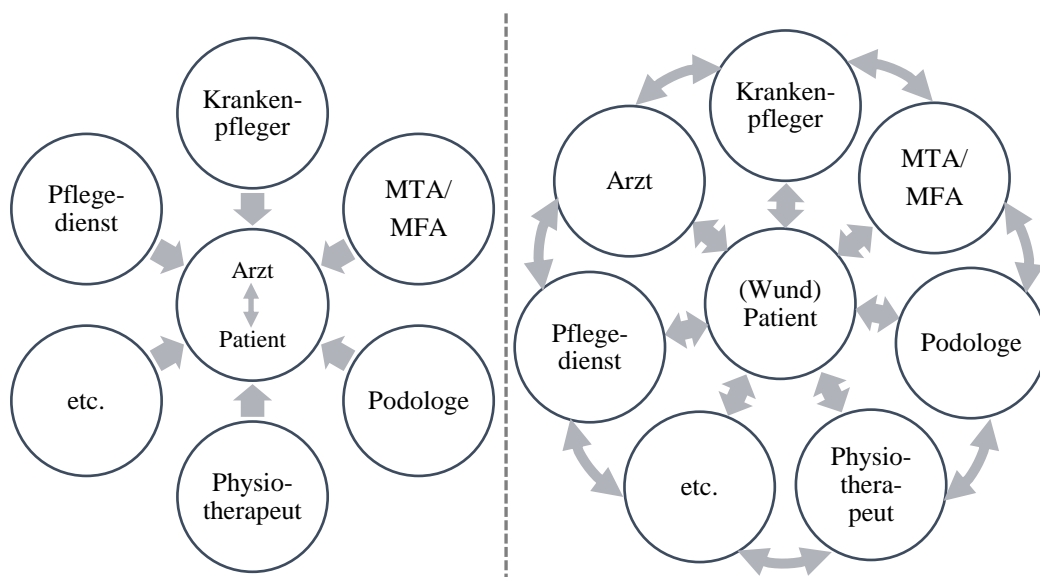 Kranken-
pfleger
Pflege-
dienst
MTA/
MFA
Arzt
Patient
etc.
Podologe
Physio-
therapeut
Kranken-
pfleger
Arzt
MTA/
MFA
(Wund)
Patient
Pflege-
dienst
Podologe
etc.
Physio-
thera-
peut